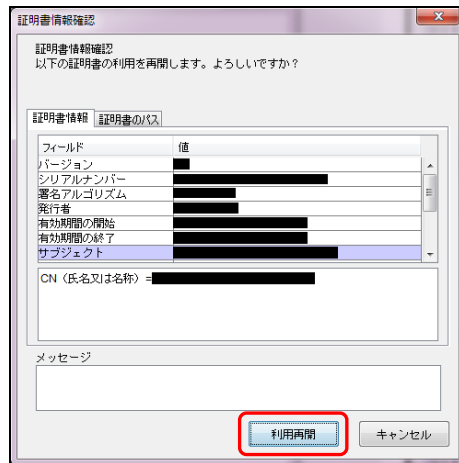 証明書情報確認
証明書情報確認
以下の証明書の利用を再開します。よろしいですか？
証明書情報 証明書のパス
フィールド 値
バージョン
シリアルナンバー
署名アルゴリズム
発行者
有効期間の開始
有効期間の終了
サブジェクト
CN（氏名又は名称）=
メッセージ
利用再開 キャンセル